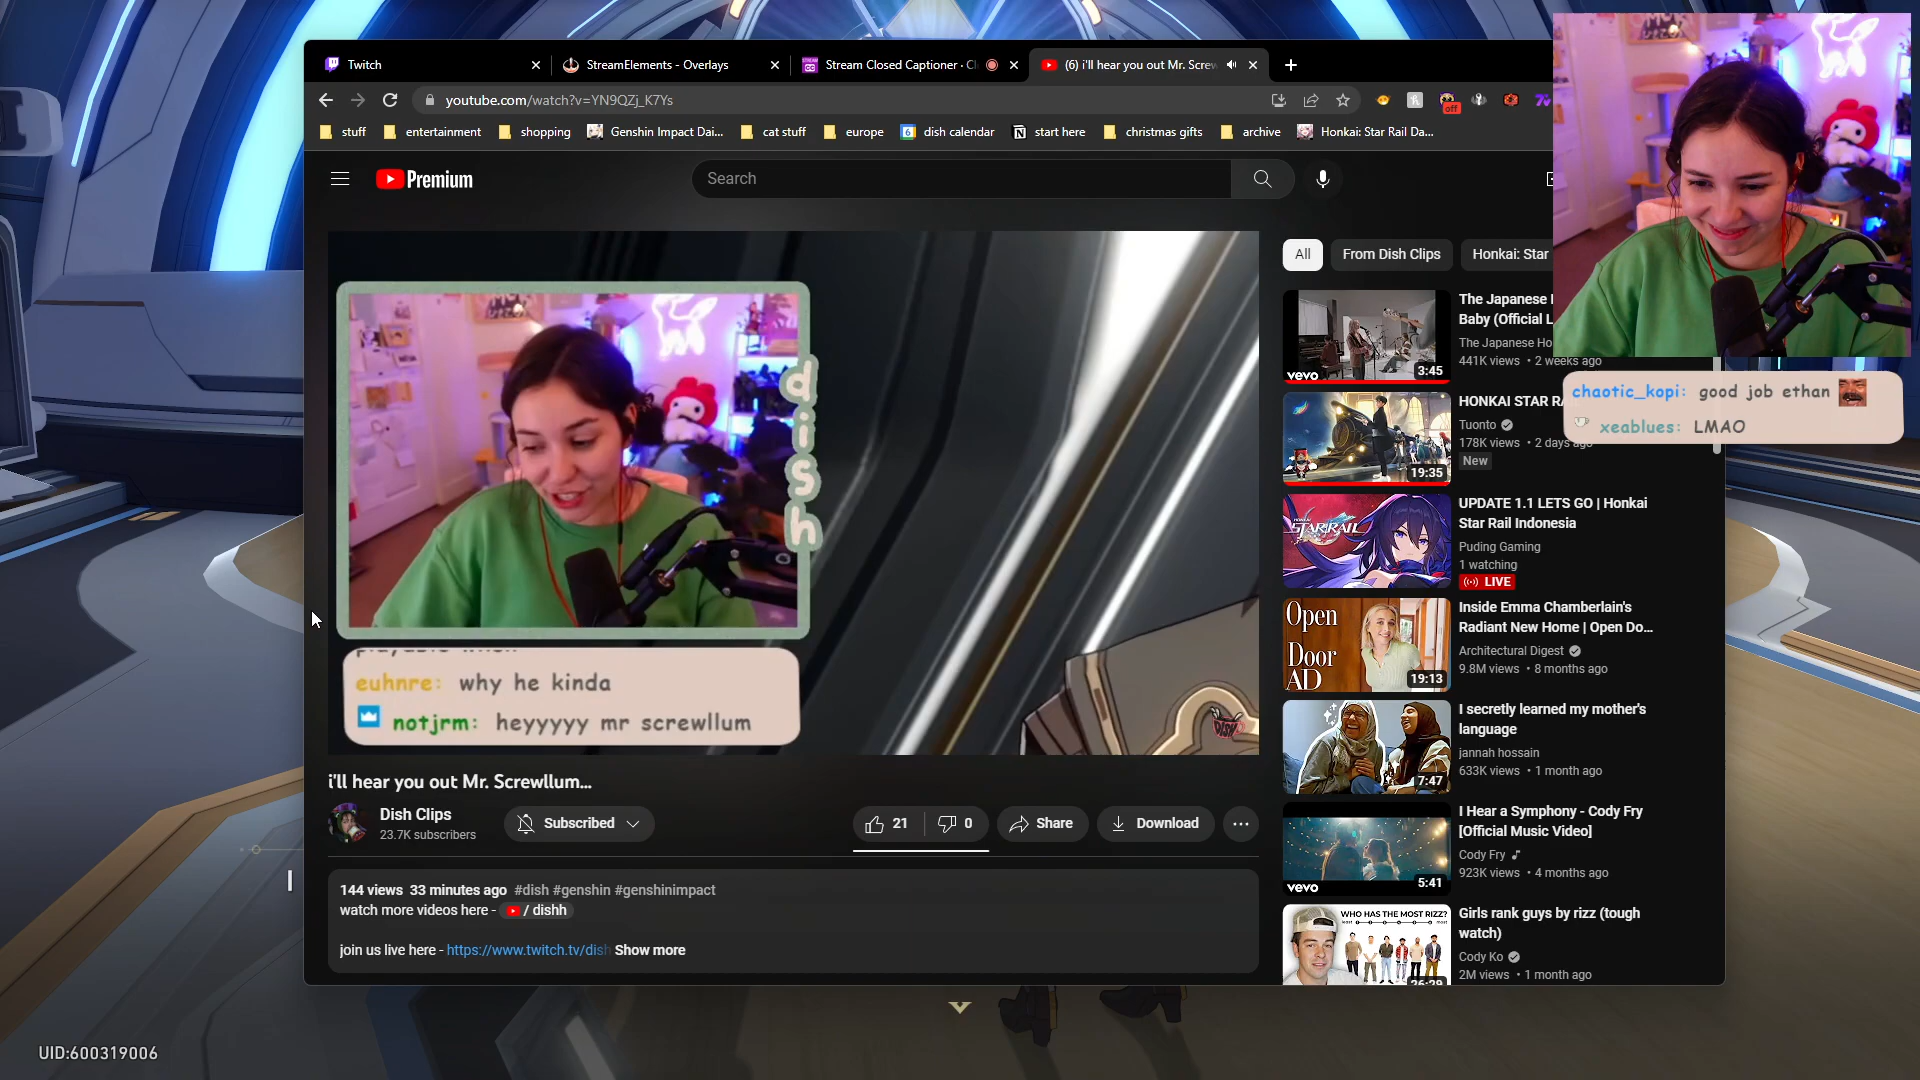 Twitch
StreamElements - Overlays
Stream Closed Captioner · C
(6) i'll hear you out Mr. Screw
youtube.com/watch?v=YN9QZj_K7Ys
off
stuff
entertainment
shopping
Genshin Impact Dai...
cat stuff
europe
6
dish calendar
start here
christmas gifts
archive
Honkai: Star Rail Da...
Premium
Search
All
From Dish Clips
Honkai: Star
dish
euhnre: why he kinda
notjrm: heyyyyy mr screwllum
DISH
i'll hear you out Mr. Screwllum...
Dish Clips
23.7K subscribers
Subscribed
21
0
Share
Download
144 views 33 minutes ago #dish #genshin #genshinimpact
watch more videos here - / dishh
join us live here - https://www.twitch.tv/dish Show more
The Japanese
Baby (Official L
The Japanese Ho
441K views • 2 weeks ago
vevo
3:45
HONKAI STAR R
Tuonto
178K views • 2 days ago
New
19:35
UPDATE 1.1 LETS GO | Honkai
Star Rail Indonesia
Puding Gaming
1 watching
LIVE
STAR RAIL
Inside Emma Chamberlain's
Radiant New Home | Open Do...
Architectural Digest
9.8M views • 8 months ago
Open
Door
AD
19:13
I secretly learned my mother's
language
jannah hossain
633K views • 1 month ago
7:47
I Hear a Symphony - Cody Fry
[Official Music Video]
Cody Fry
923K views • 4 months ago
vevo
5:41
Girls rank guys by rizz (tough
watch)
Cody Ko
2M views • 1 month ago
WHO HAS THE MOST RIZZ?
26:29
chaotic_kopi: good job ethan
xeablues: LMAO
UID:600319006